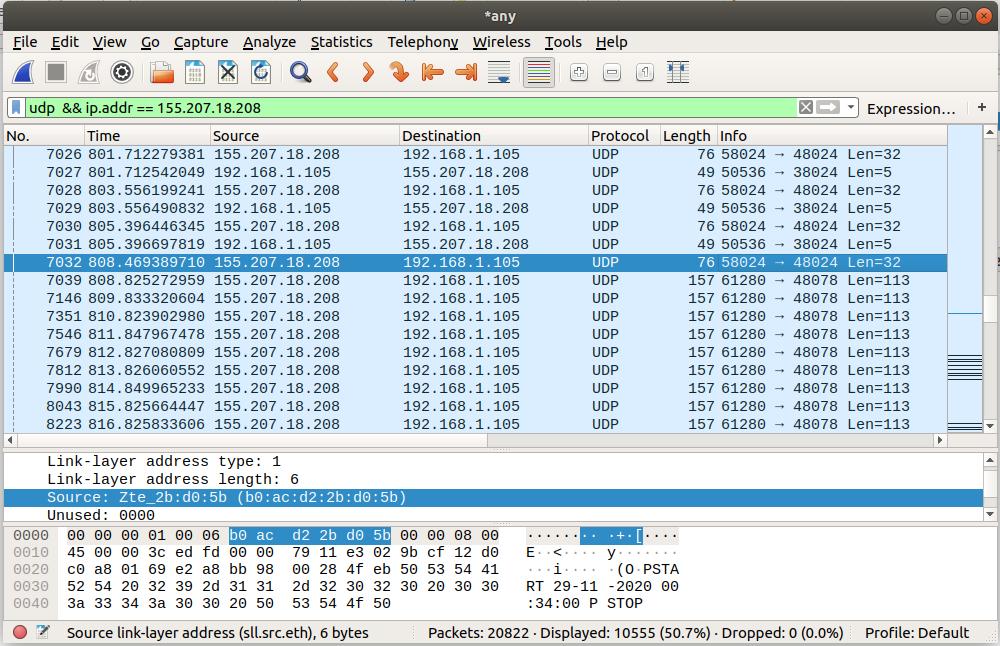 *any
File Edit View Go Capture Analyze Statistics Telephony Wireless Tools Help
udp && ip.addr == 155.207.18.208 Expression… +
No. Time Source Destination Protocol Length Info
7026 801.712279381 155.207.18.208 192.168.1.105 UDP 76 58024 → 48024 Len=32
7027 801.712542049 192.168.1.105 155.207.18.208 UDP 49 50536 → 38024 Len=5
7028 803.556199241 155.207.18.208 192.168.1.105 UDP 76 58024 → 48024 Len=32
7029 803.556490832 192.168.1.105 155.207.18.208 UDP 49 50536 → 38024 Len=5
7030 805.396446345 155.207.18.208 192.168.1.105 UDP 76 58024 → 48024 Len=32
7031 805.396697819 192.168.1.105 155.207.18.208 UDP 49 50536 → 38024 Len=5
7032 808.469389710 155.207.18.208 192.168.1.105 UDP 76 58024 → 48024 Len=32
7039 808.825272959 155.207.18.208 192.168.1.105 UDP 157 61280 → 48078 Len=113
7146 809.833320604 155.207.18.208 192.168.1.105 UDP 157 61280 → 48078 Len=113
7351 810.823902980 155.207.18.208 192.168.1.105 UDP 157 61280 → 48078 Len=113
7546 811.847967478 155.207.18.208 192.168.1.105 UDP 157 61280 → 48078 Len=113
7679 812.827080809 155.207.18.208 192.168.1.105 UDP 157 61280 → 48078 Len=113
7812 813.826060552 155.207.18.208 192.168.1.105 UDP 157 61280 → 48078 Len=113
7990 814.849965233 155.207.18.208 192.168.1.105 UDP 157 61280 → 48078 Len=113
8043 815.825664447 155.207.18.208 192.168.1.105 UDP 157 61280 → 48078 Len=113
8223 816.825833606 155.207.18.208 192.168.1.105 UDP 157 61280 → 48078 Len=113
Link-layer address type: 1
Link-layer address length: 6
Source: Zte_2b:d0:5b (b0:ac:d2:2b:d0:5b)
Unused: 0000
0000 00 00 00 01 00 06 b0 ac d2 2b d0 5b 00 00 08 00 ········ ·+·[····
0010 45 00 00 3c ed fd 00 00 79 11 e3 02 9b cf 12 d0 E··<···· y·······
0020 c0 a8 01 69 e2 a8 bb 98 00 28 4f eb 50 53 54 41 ···i···· ·(O·PSTA
0030 52 54 20 32 39 2d 31 31 2d 32 30 32 30 20 30 30 RT 29-11 -2020 00
0040 3a 33 34 3a 30 30 20 50 53 54 4f 50 :34:00 P STOP
Source link-layer address (sll.src.eth), 6 bytes Packets: 20822 · Displayed: 10555 (50.7%) · Dropped: 0 (0.0%) Profile: Default